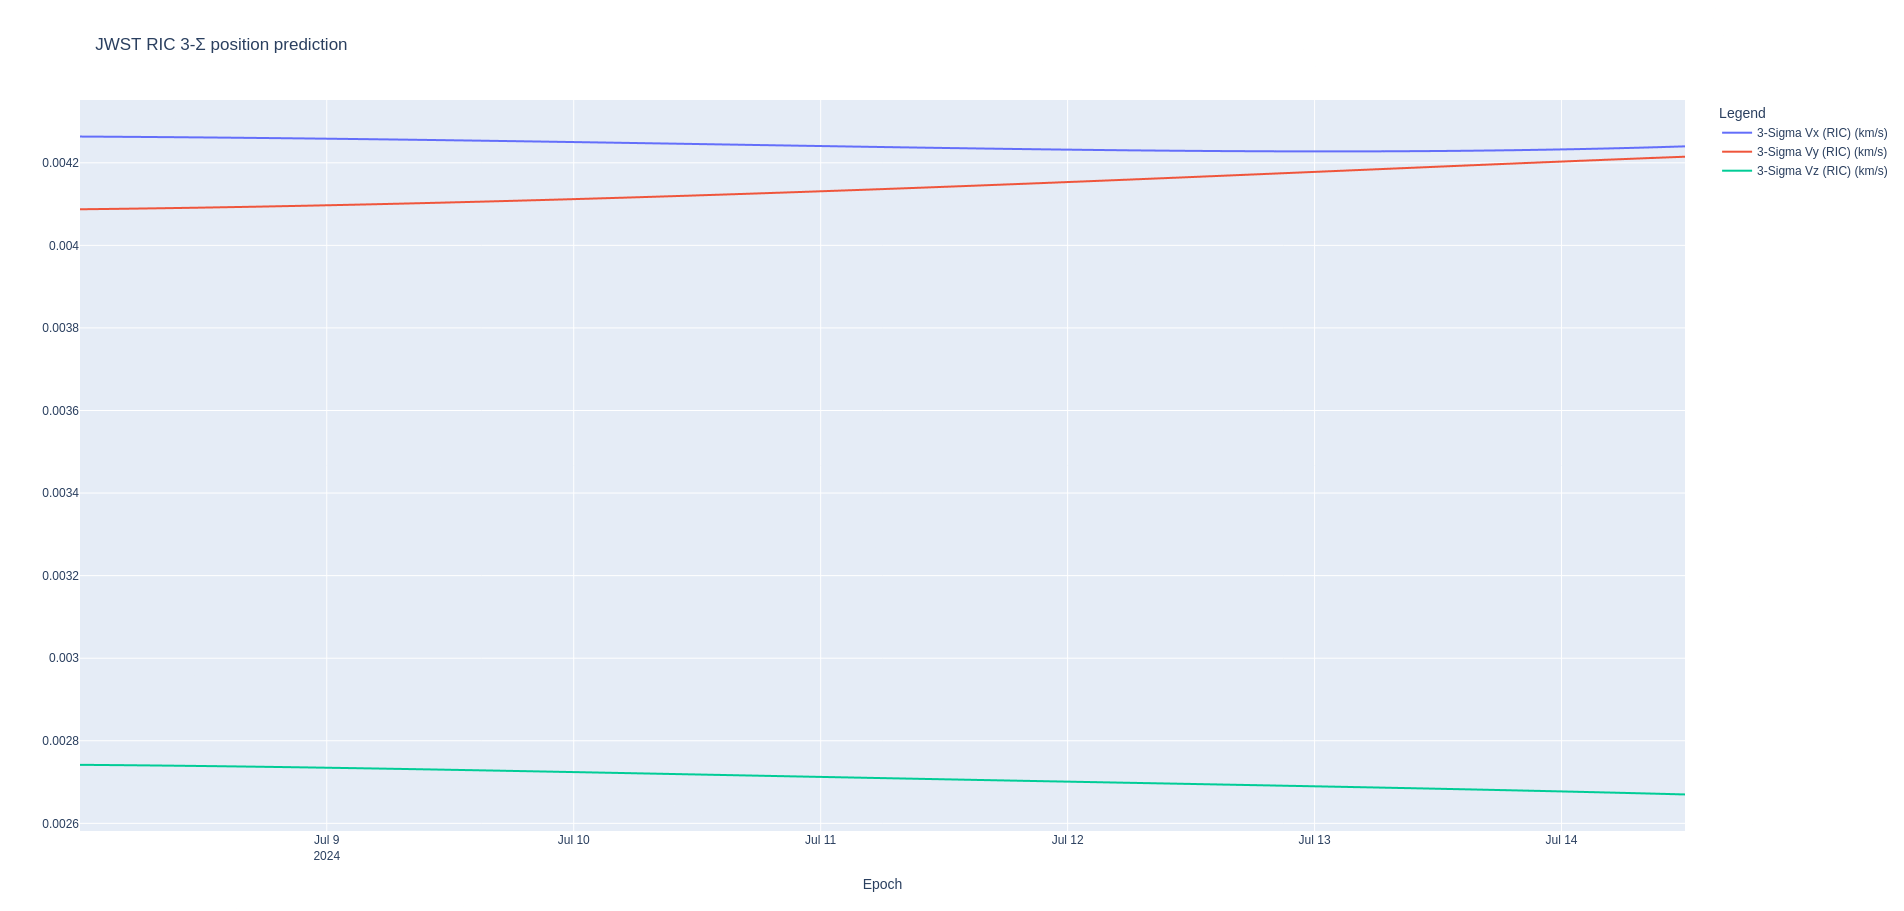 JWST RIC 3-Σ position prediction
Legend
3-Sigma Vx (RIC) (km/s)
3-Sigma Vy (RIC) (km/s)
3-Sigma Vz (RIC) (km/s)
0.0042
0.004
0.0038
0.0036
0.0034
0.0032
0.003
0.0028
0.0026
Jul 9 Jul 10 Jul 11 Jul 12 Jul 13 Jul 14
2024
Epoch